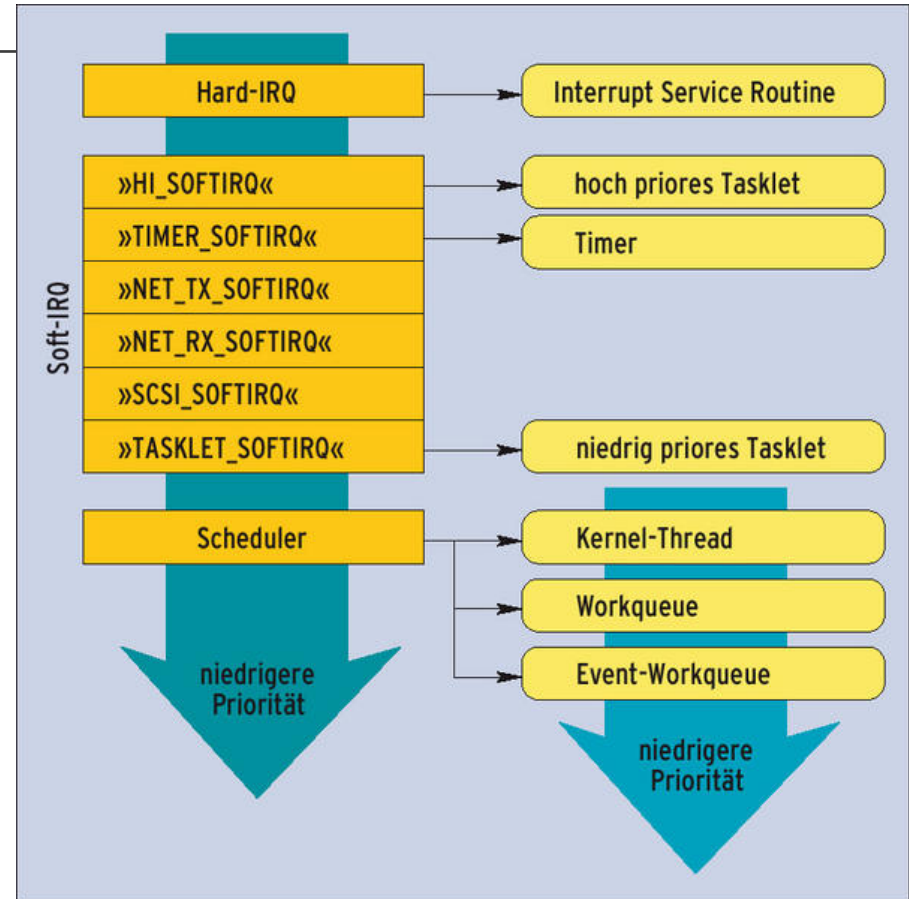 Hard-IRQ
Interrupt Service Routine
Soft-IRQ
»HI_SOFTIRQ«
hoch priores Tasklet
»TIMER_SOFTIRQ«
Timer
»NET_TX_SOFTIRQ«
»NET_RX_SOFTIRQ«
»SCSI_SOFTIRQ«
»TASKLET_SOFTIRQ«
niedrig priores Tasklet
Scheduler
Kernel-Thread
Workqueue
Event-Workqueue
niedrigere
Priorität
niedrigere
Priorität